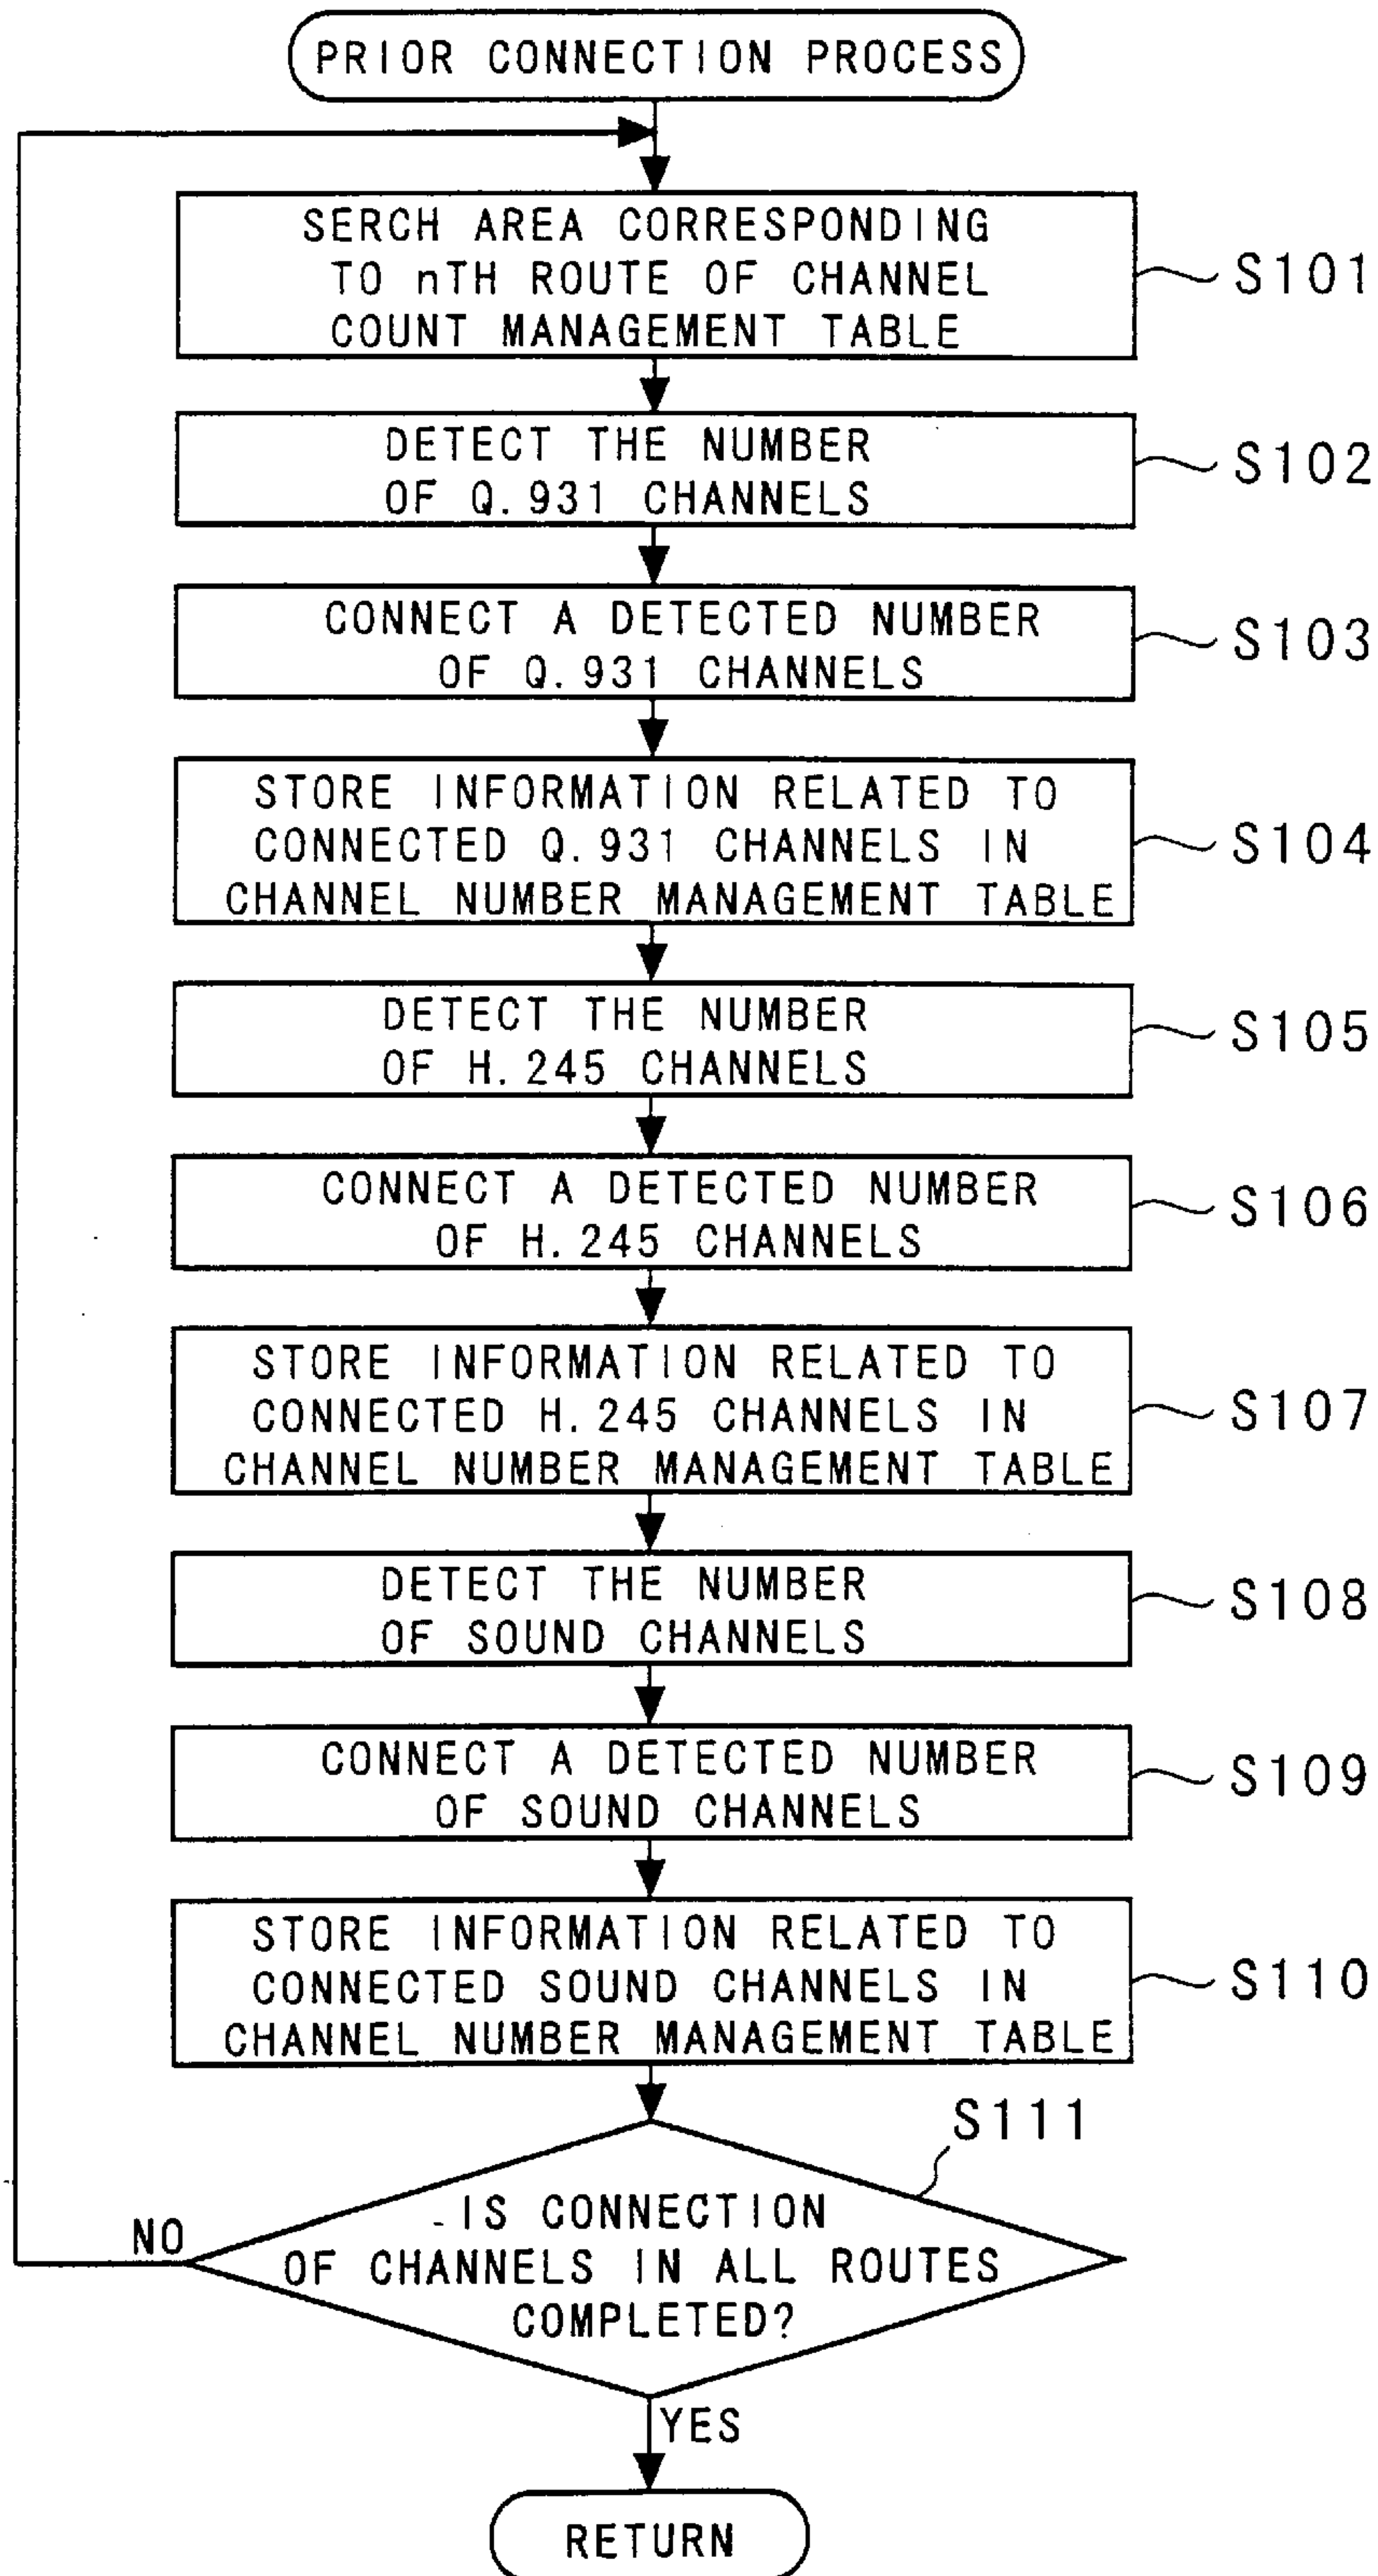 PRIOR CONNECTION PROCESS
SERCH AREA CORRESPONDING
TO nTH ROUTE OF CHANNEL
COUNT MANAGEMENT TABLE
S101
DETECT THE NUMBER
OF Q.931 CHANNELS
S102
CONNECT A DETECTED NUMBER
OF Q.931 CHANNELS
S103
STORE INFORMATION RELATED TO
CONNECTED Q.931 CHANNELS IN
CHANNEL NUMBER MANAGEMENT TABLE
S104
DETECT THE NUMBER
OF H.245 CHANNELS
S105
CONNECT A DETECTED NUMBER
OF H.245 CHANNELS
S106
STORE INFORMATION RELATED TO
CONNECTED H.245 CHANNELS IN
CHANNEL NUMBER MANAGEMENT TABLE
S107
DETECT THE NUMBER
OF SOUND CHANNELS
S108
CONNECT A DETECTED NUMBER
OF SOUND CHANNELS
S109
STORE INFORMATION RELATED TO
CONNECTED SOUND CHANNELS IN
CHANNEL NUMBER MANAGEMENT TABLE
S110
S111
IS CONNECTION
OF CHANNELS IN ALL ROUTES
COMPLETED?
NO
YES
RETURN